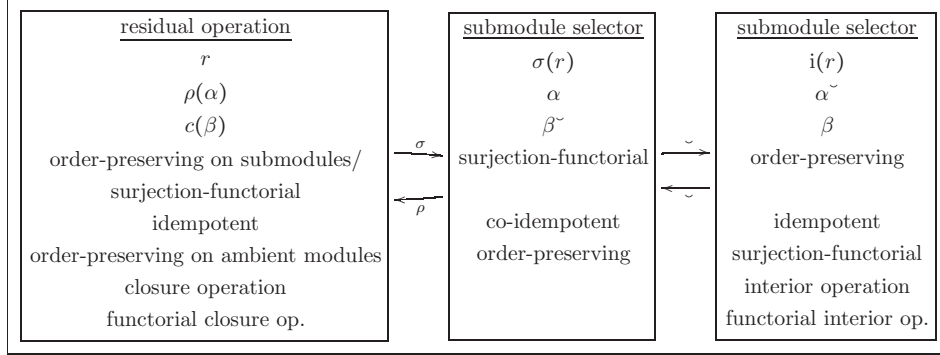 residual operation
r
ρ(α)
c(β)
order-preserving on submodules/
surjection-functorial
idempotent
order-preserving on ambient modules
closure operation
functorial closure op.
σ
ρ
submodule selector
σ(r)
α
β˘
surjection-functorial
co-idempotent
order-preserving
˘
˘
submodule selector
i(r)
α˘
β
order-preserving
idempotent
surjection-functorial
interior operation
functorial interior op.